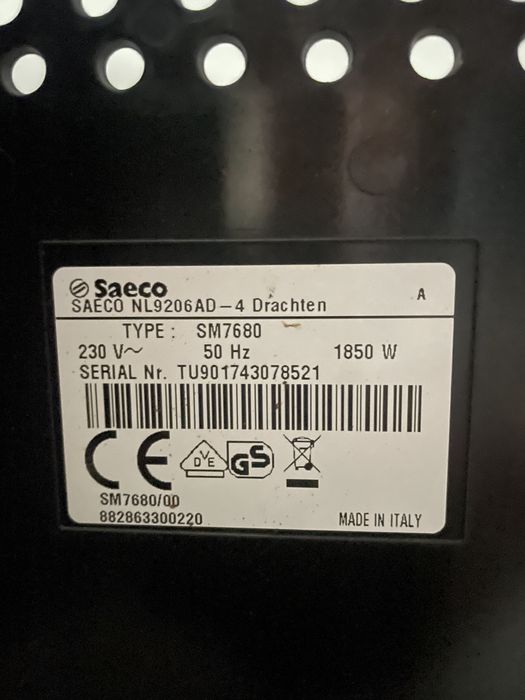 Saeco
SAECO NL9206AD-4 Drachten A
TYPE : SM7680
230 V~ 50 Hz 1850 W
SERIAL Nr. TU901743078521
CE DVE GS
SM7680/00
882863300220 MADE IN ITALY